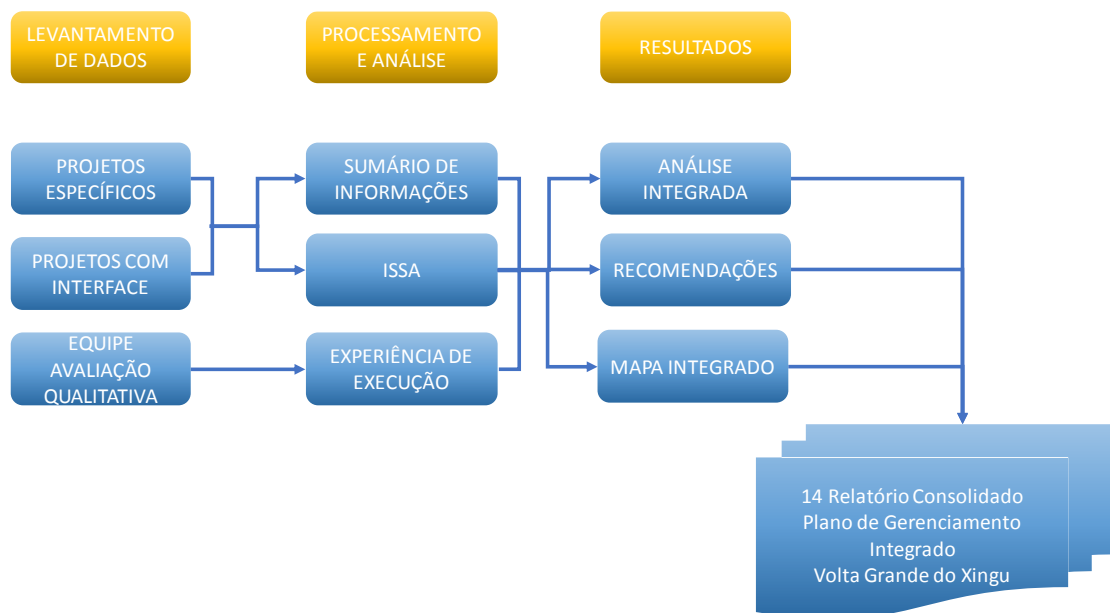 LEVANTAMENTO
DE DADOS
PROCESSAMENTO
E ANÁLISE
RESULTADOS
PROJETOS
ESPECÍFICOS
SUMÁRIO DE
INFORMAÇÕES
ANÁLISE
INTEGRADA
PROJETOS COM
INTERFACE
ISSA
RECOMENDAÇÕES
EQUIPE
AVALIAÇÃO
QUALITATIVA
EXPERIÊNCIA DE
EXECUÇÃO
MAPA INTEGRADO
14 Relatório Consolidado
Plano de Gerenciamento
Integrado
Volta Grande do Xingu